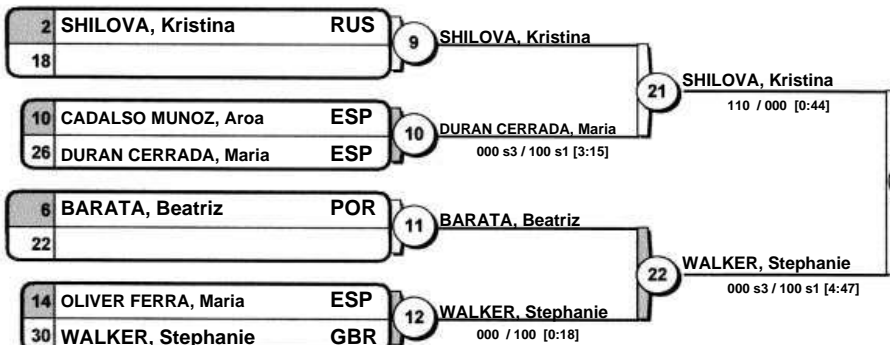 2 SHILOVA, Kristina RUS
18
9
SHILOVA, Kristina
10 CADALSO MUNOZ, Aroa ESP
26 DURAN CERRADA, Maria ESP
10
DURAN CERRADA, Maria
000 s3 / 100 s1 [3:15]
21
SHILOVA, Kristina
110 / 000 [0:44]
6 BARATA, Beatriz POR
22
11
BARATA, Beatriz
14 OLIVER FERRA, Maria ESP
30 WALKER, Stephanie GBR
12
WALKER, Stephanie
000 / 100 [0:18]
22
WALKER, Stephanie
000 s3 / 100 s1 [4:47]